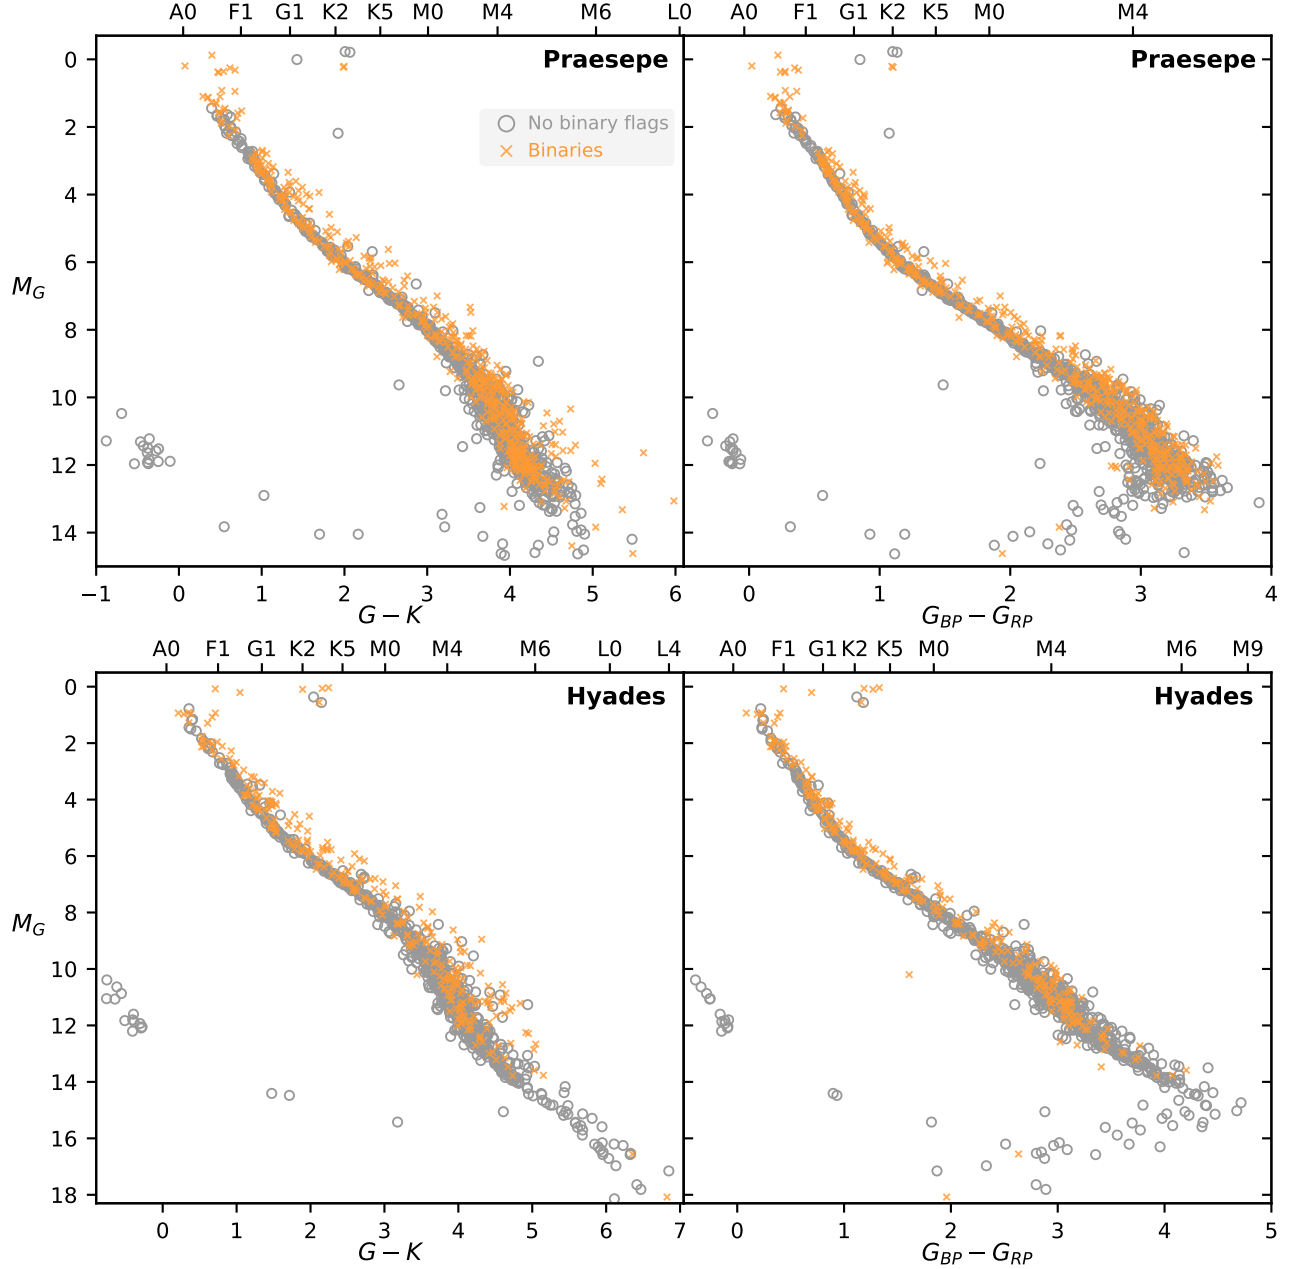 A0 F1 G1 K2 K5 M0 M4 M6 L0
A0 F1 G1 K2 K5 M0 M4
Praesepe
Praesepe
No binary flags
Binaries
M_G
0
2
4
6
8
10
12
14
−1 0 1 2 3 4 5 6
0 1 2 3 4
G − K
G_BP − G_RP
A0 F1 G1 K2 K5 M0 M4 M6 L0 L4
A0 F1 G1 K2 K5 M0 M4 M6 M9
Hyades
Hyades
M_G
0
2
4
6
8
10
12
14
16
18
0 1 2 3 4 5 6 7
0 1 2 3 4 5
G − K
G_BP − G_RP